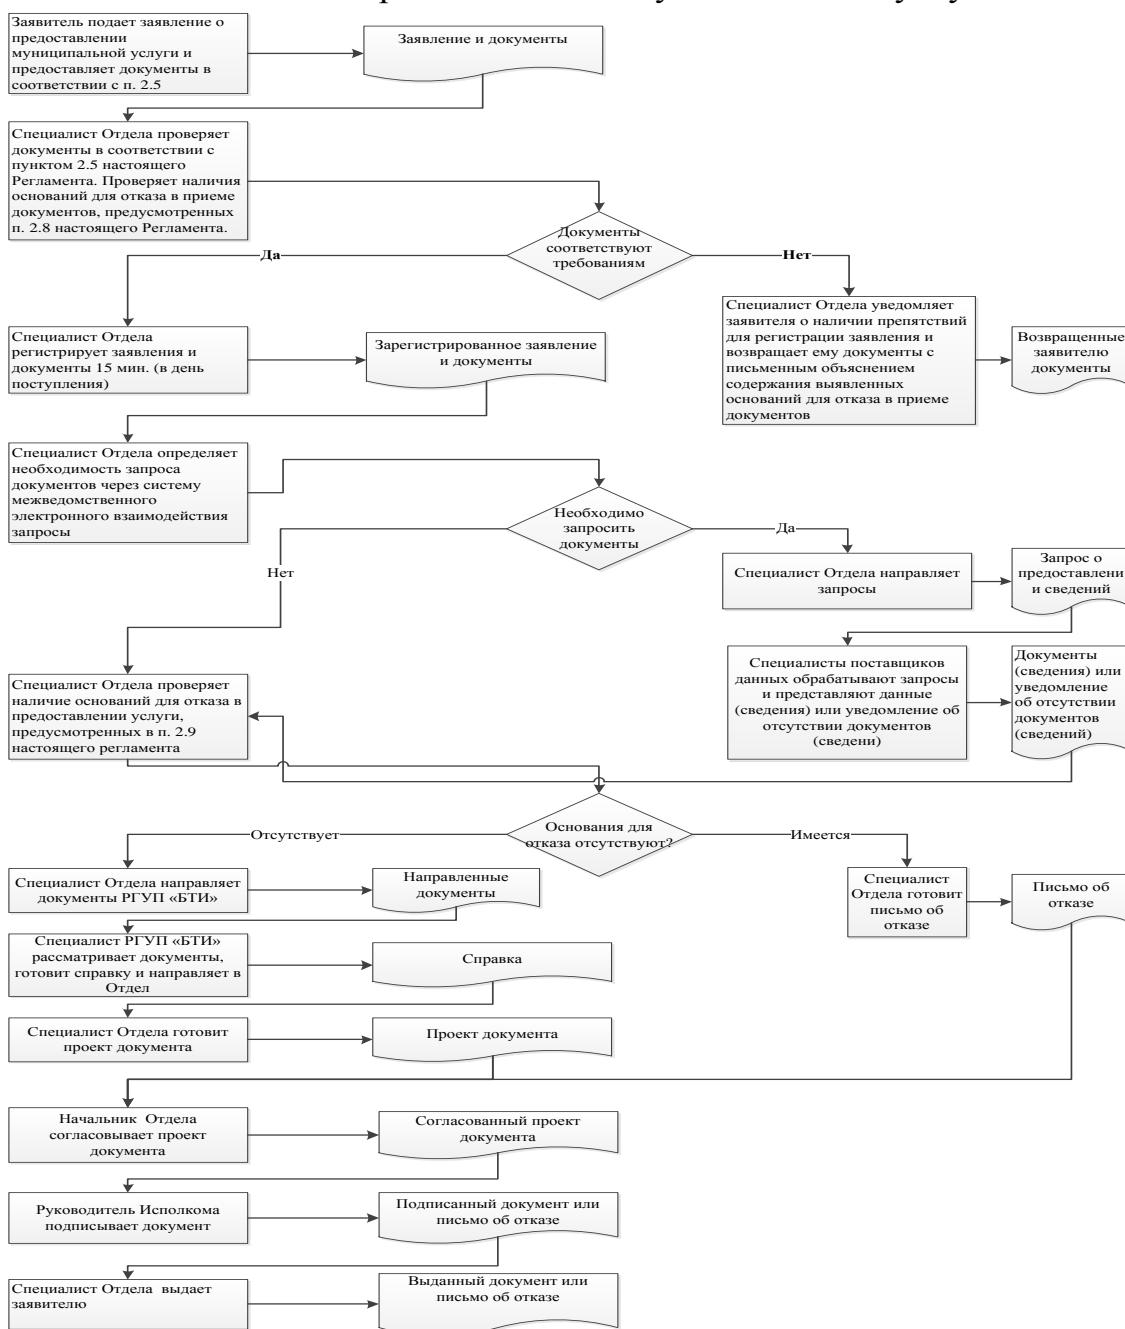 Заявитель подает заявление о
предоставлении
муниципальной услуги и
предоставляет документы в
соответствии с п. 2.5
Заявление и документы
Специалист Отдела проверяет
документы в соответствии с
пунктом 2.5 настоящего
Регламента. Проверяет наличия
оснований для отказа в приеме
документов, предусмотренных
п. 2.8 настоящего Регламента.
Документы
соответствуют
требованиям
Да
Нет
Специалист Отдела
регистрирует заявления и
документы 15 мин. (в день
поступления)
Зарегистрированное заявление
и документы
Специалист Отдела уведомляет
заявителя о наличии препятствий
для регистрации заявления и
возвращает ему документы с
письменным объяснением
содержания выявленных
оснований для отказа в приеме
документов
Возвращенные
заявителю
документы
Специалист Отдела определяет
необходимость запроса
документов через систему
межведомственного
электронного взаимодействия
запросы
Необходимо
запросить
документы
Да
Нет
Специалист Отдела направляет
запросы
Запрос о
предоставлени
и сведений
Специалисты поставщиков
данных обрабатывают запросы
и представляют данные
(сведения) или уведомление об
отсутствии документов
(сведени)
Документы
(сведения) или
уведомление
об отсутствии
документов
(сведений)
Специалист Отдела проверяет
наличие оснований для отказа в
предоставлении услуги,
предусмотренных в п. 2.9
настоящего регламента
Основания для
отказа отсутствуют?
Отсутствует
Имеется
Специалист Отдела направляет
документы РГУП «БТИ»
Направленные
документы
Специалист
Отдела готовит
письмо об
отказе
Письмо об
отказе
Специалист РГУП «БТИ»
рассматривает документы,
готовит справку и направляет в
Отдел
Справка
Специалист Отдела готовит
проект документа
Проект документа
Начальник Отдела
согласовывает проект
документа
Согласованный проект
документа
Руководитель Исполкома
подписывает документ
Подписанный документ или
письмо об отказе
Специалист Отдела выдает
заявителю
Выданный документ или
письмо об отказе